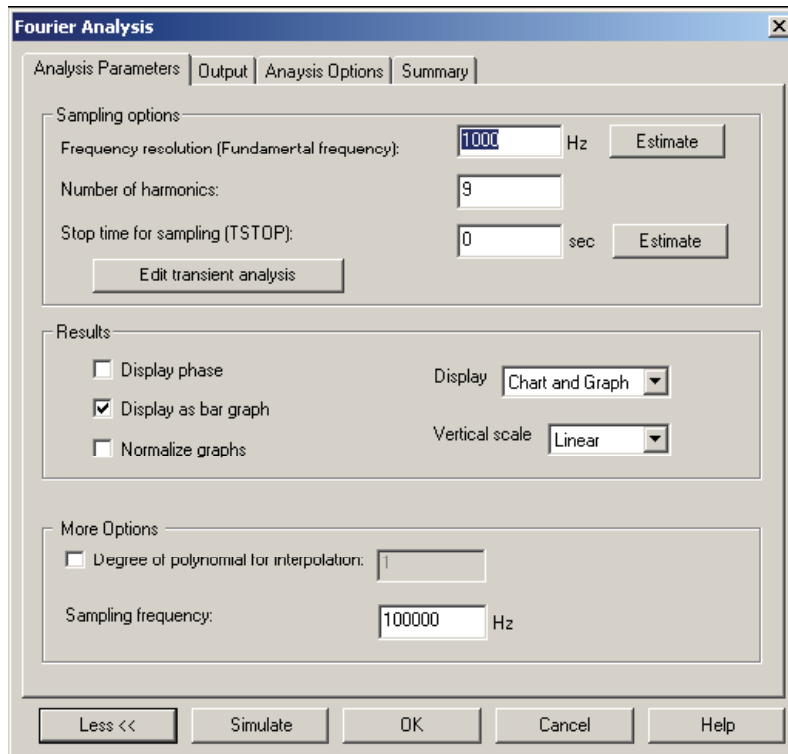 Fourier Analysis
Analysis Parameters Output Anaysis Options Summary
Sampling options
Frequency resolution (Fundamental frequency): 1000 Hz Estimate
Number of harmonics: 9
Stop time for sampling (TSTOP): 0 sec Estimate
Edit transient analysis
Results
Display phase
Display Chart and Graph
Display as bar graph
Vertical scale Linear
Normalize graphs
More Options
Degree of polynomial for interpolation: 1
Sampling frequency: 100000 Hz
Less << Simulate OK Cancel Help